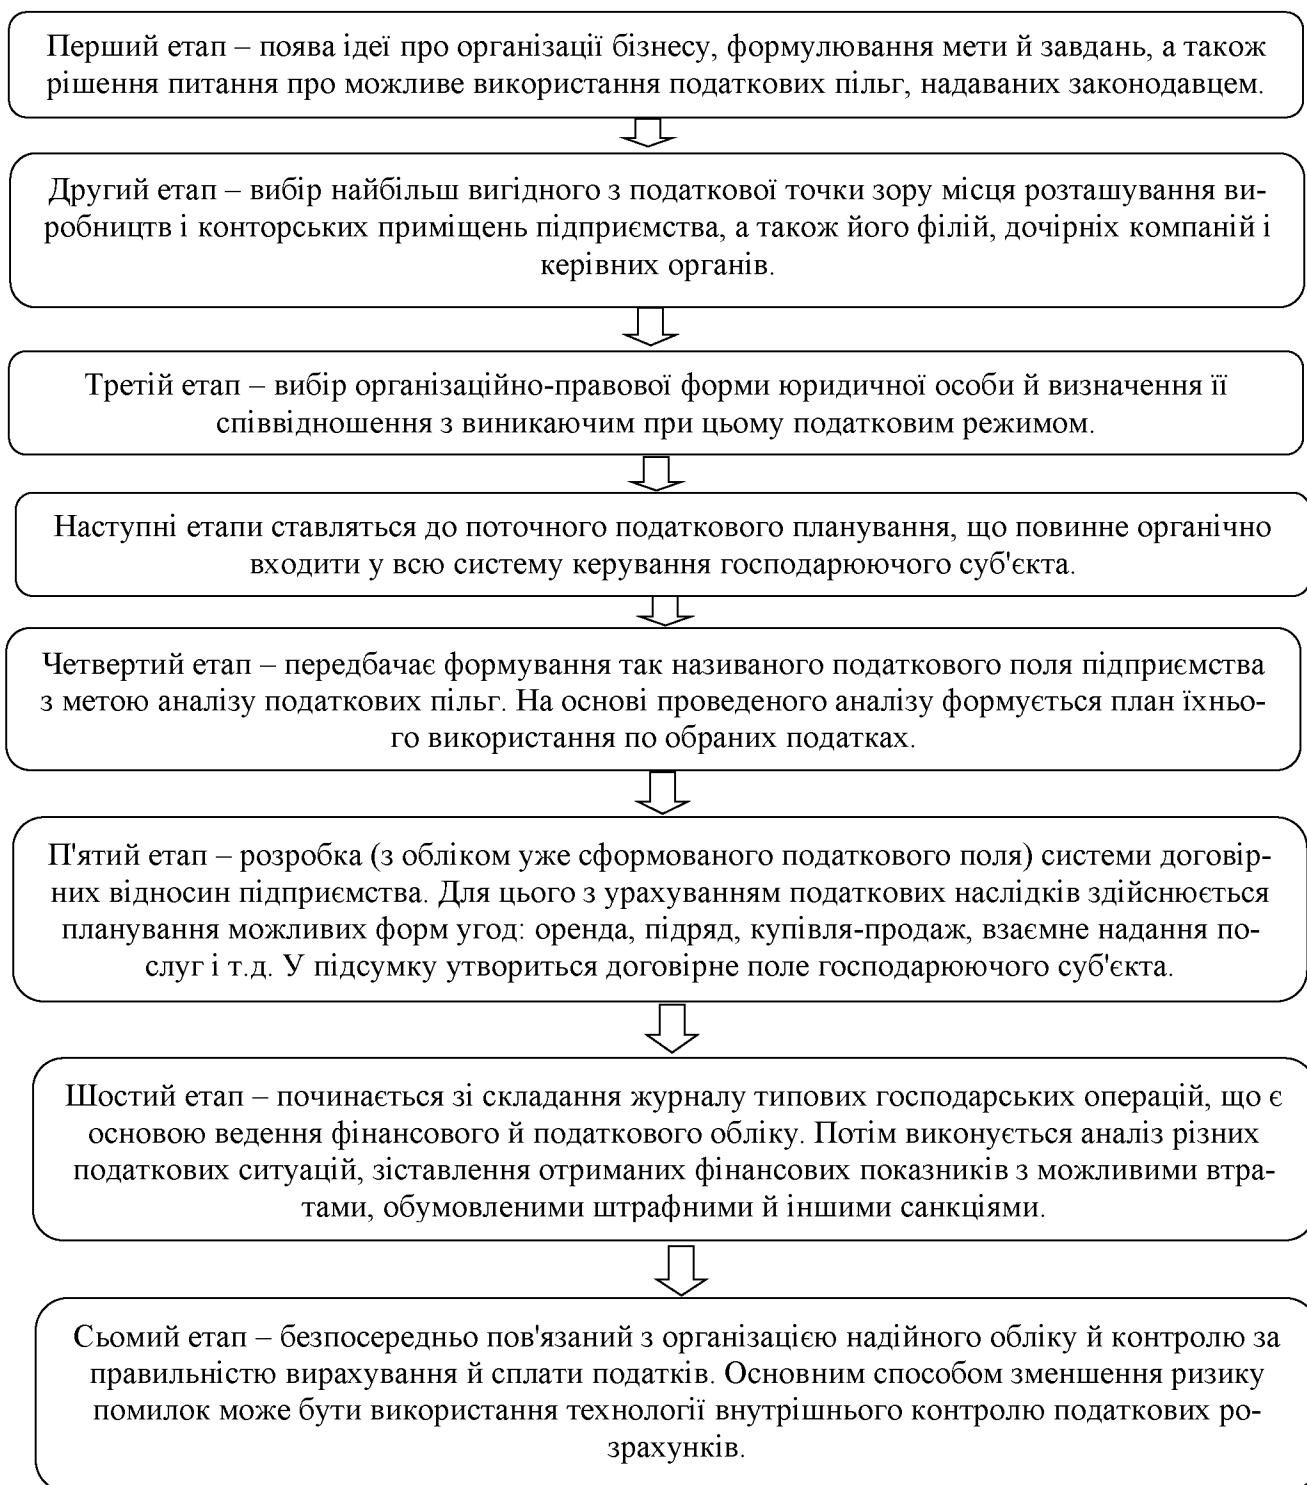 Перший етап – поява ідеї про організації бізнесу, формулювання мети й завдань, а також
рішення питання про можливе використання податкових пільг, надаваних законодавцем.
Другий етап – вибір найбільш вигідного з податкової точки зору місця розташування ви-
робництв і конторських приміщень підприємства, а також його філій, дочірніх компаній і
керівних органів.
Третій етап – вибір організаційно-правової форми юридичної особи й визначення її
співвідношення з виникаючим при цьому податковим режимом.
Наступні етапи ставляться до поточного податкового планування, що повинне органічно
входити у всю систему керування господарюючого суб'єкта.
Четвертий етап – передбачає формування так називаного податкового поля підприємства
з метою аналізу податкових пільг. На основі проведеного аналізу формується план їхньо-
го використання по обраних податках.
П'ятий етап – розробка (з обліком уже сформованого податкового поля) системи договір-
них відносин підприємства. Для цього з урахуванням податкових наслідків здійснюється
планування можливих форм угод: оренда, підряд, купівля-продаж, взаємне надання по-
слуг і т.д. У підсумку утвориться договірне поле господарюючого суб'єкта.
Шостий етап – починається зі складання журналу типових господарських операцій, що є
основою ведення фінансового й податкового обліку. Потім виконується аналіз різних
податкових ситуацій, зіставлення отриманих фінансових показників з можливими втра-
тами, обумовленими штрафними й іншими санкціями.
Сьомий етап – безпосередньо пов'язаний з організацією надійного обліку й контролю за
правильністю вирахування й сплати податків. Основним способом зменшення ризику
помилок може бути використання технології внутрішнього контролю податкових ро-
зрахунків.